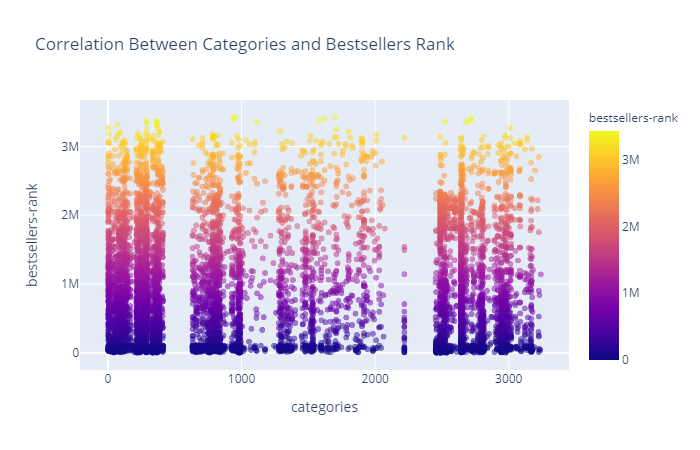 Correlation Between Categories and Bestsellers Rank
bestsellers-rank
3M
2M
1M
0
bestsellers-rank
3M
2M
1M
0
0
1000
2000
3000
categories